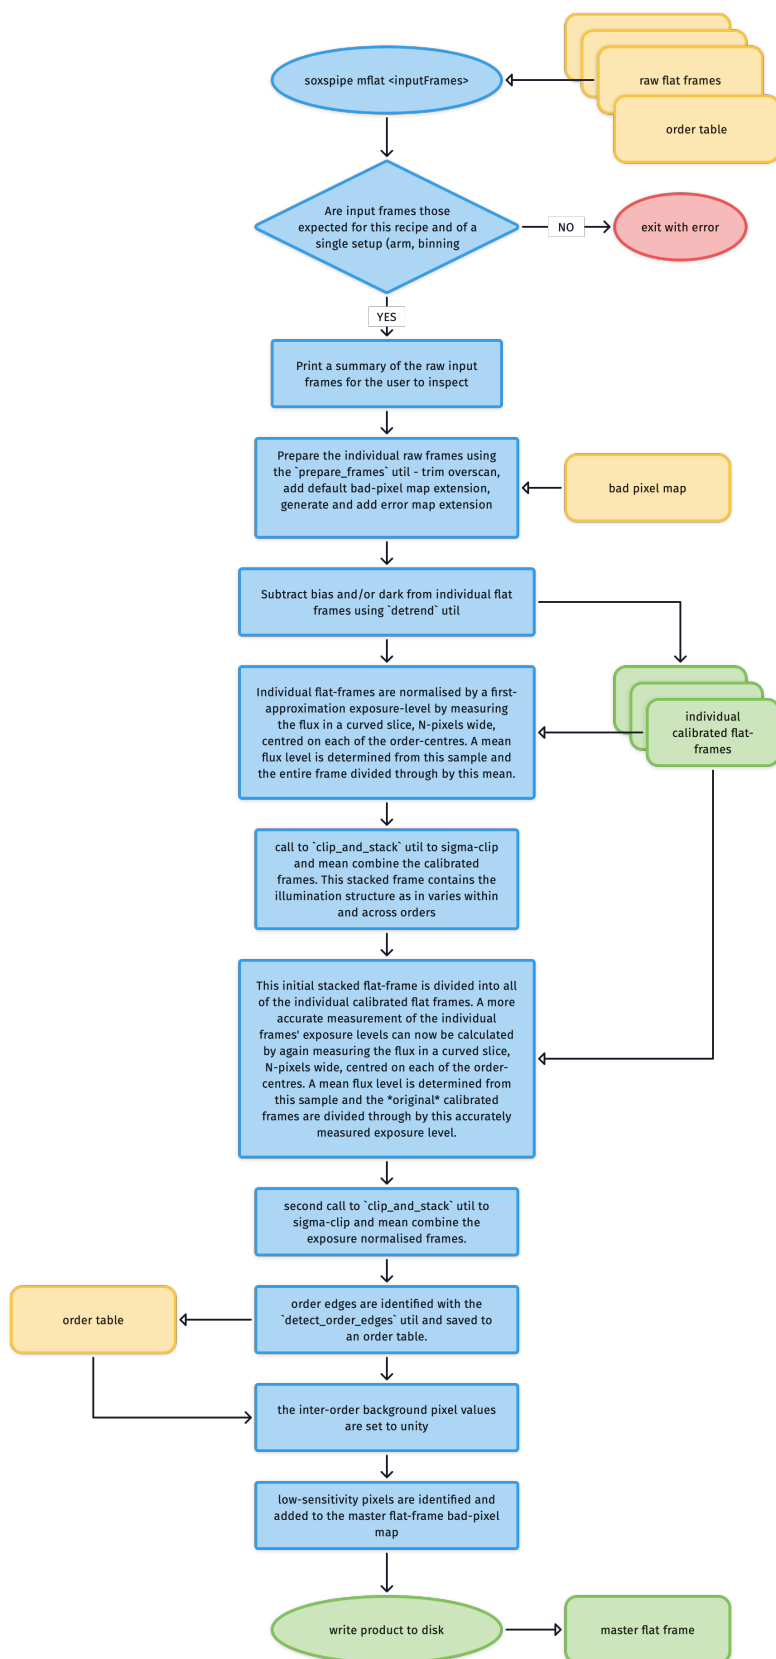 soxspipe mflat <inputFrames>
raw flat frames
order table
Are input frames those
expected for this recipe and of a
single setup (arm, binning
NO
exit with error
YES
Print a summary of the raw input
frames for the user to inspect
Prepare the individual raw frames using
the `prepare_frames` util - trim overscan,
add default bad-pixel map extension,
generate and add error map extension
bad pixel map
Subtract bias and/or dark from individual flat
frames using `detrend` util
Individual flat-frames are normalised by a first-
approximation exposure-level by measuring
the flux in a curved slice, N-pixels wide,
centred on each of the order-centres. A mean
flux level is determined from this sample and
the entire frame divided through by this mean.
individual
calibrated flat-
frames
call to `clip_and_stack` util to sigma-clip
and mean combine the calibrated
frames. This stacked frame contains the
illumination structure as in varies within
and across orders
This initial stacked flat-frame is divided into all
of the individual calibrated flat frames. A more
accurate measurement of the individual
frames' exposure levels can now be calculated
by again measuring the flux in a curved slice,
N-pixels wide, centred on each of the order-
centres. A mean flux level is determined from
this sample and the *original* calibrated
frames are divided through by this accurately
measured exposure level.
second call to `clip_and_stack` util to
sigma-clip and mean combine the
exposure normalised frames.
order edges are identified with the
`detect_order_edges` util and saved to
an order table.
order table
the inter-order background pixel values
are set to unity
low-sensitivity pixels are identified and
added to the master flat-frame bad-pixel
map
write product to disk
master flat frame